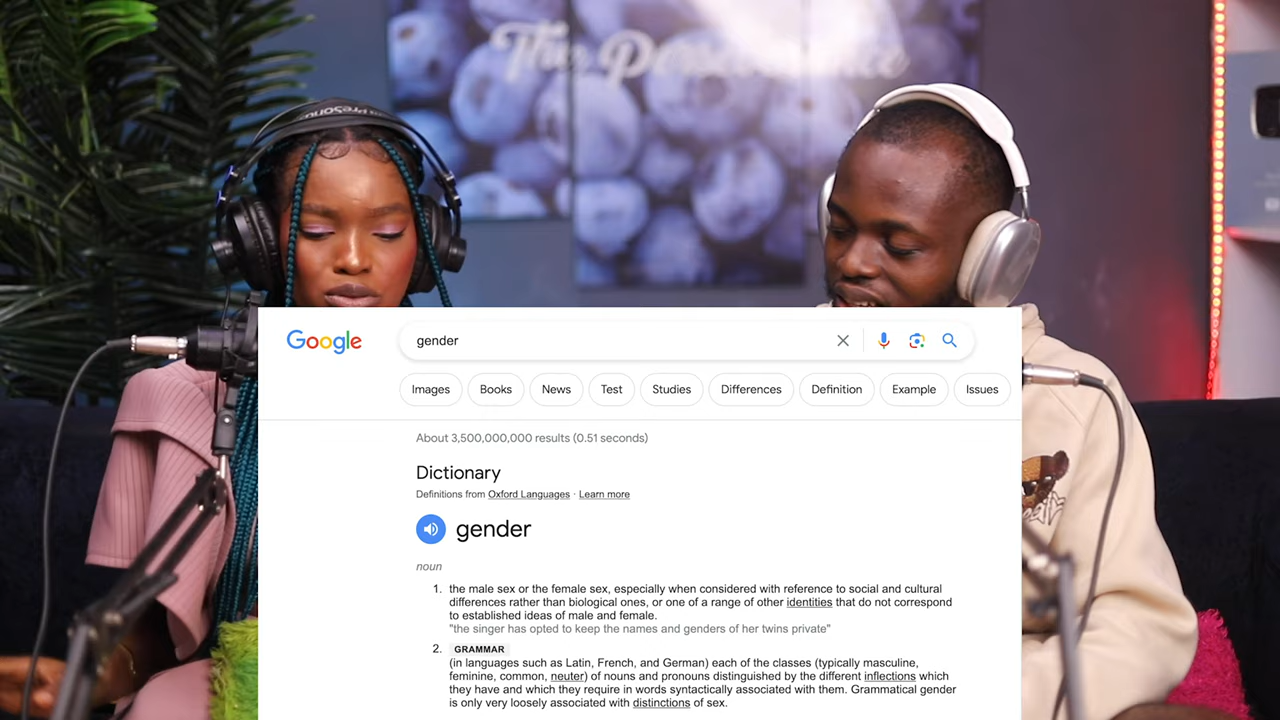 The
PreSonus
Google
gender
Images
Books
News
Test
Studies
Differences
Definition
Example
Issues
About 3,500,000,000 results (0.51 seconds)
Dictionary
Definitions from Oxford Languages · Learn more
gender
noun
1. the male sex or the female sex, especially when considered with reference to social and cultural
differences rather than biological ones, or one of a range of other identities that do not correspond
to established ideas of male and female.
"the singer has opted to keep the names and genders of her twins private"
2. GRAMMAR
(in languages such as Latin, French, and German) each of the classes (typically masculine,
feminine, common, neuter) of nouns and pronouns distinguished by the different inflections which
they have and which they require in words syntactically associated with them. Grammatical gender
is only very loosely associated with distinctions of sex.